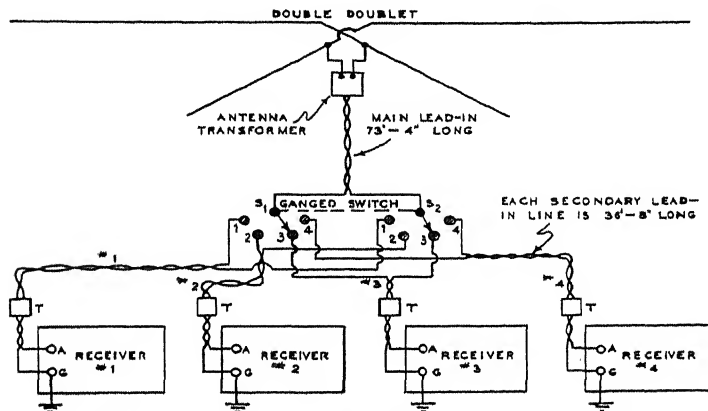 DOUBLE DOUBLET
ANTENNA
TRANSFORMER
MAIN LEAD-IN
73'-4" LONG
S1 GANGED SWITCH S2
EACH SECONDARY LEAD-
IN LINE IS 36'-8" LONG
1 2 3 4
1 2 3 4
#1
#2
#3
#4
T
T
T
T
A
RECEIVER
#1
G
A
RECEIVER
#2
G
A
RECEIVER
#3
G
A
RECEIVER
#4
G